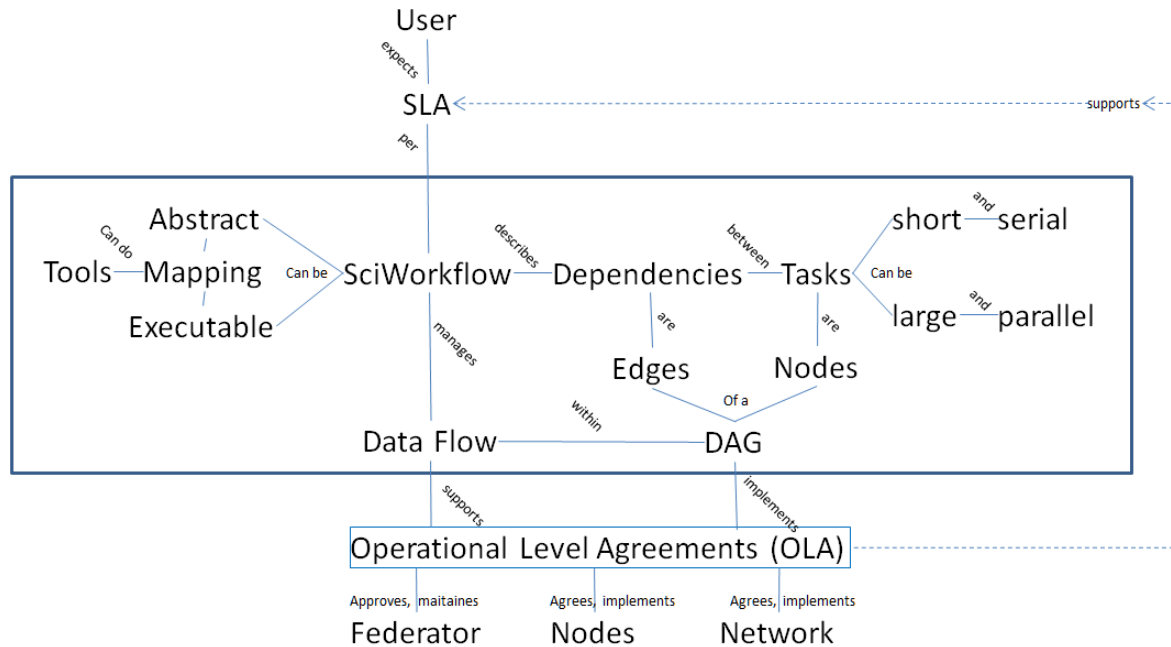 User
expects
SLA
supports
per
Abstract
short and serial
Can do
describes
between
Tools Mapping Can be SciWorkflow Dependencies Tasks Can be
Executable
large and parallel
manages
are
are
Edges
Nodes
Of a
within
Data Flow
DAG
supports
implements
Operational Level Agreements (OLA)
Approves, maitaines
Agrees, implements
Agrees, implements
Federator
Nodes
Network